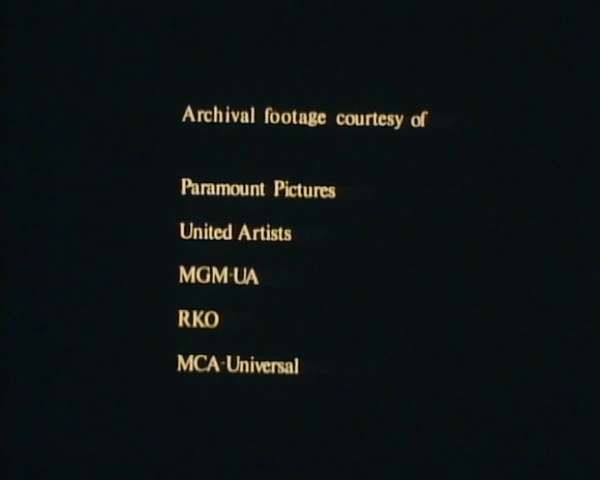 Archival footage courtesy of
Paramount Pictures
United Artists
MGM-UA
RKO
MCA-Universal